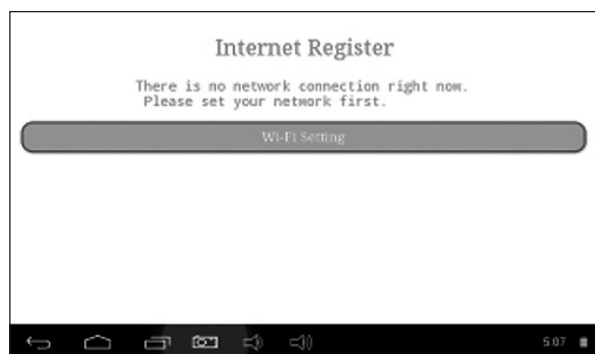 Internet Register
There is no network connection right now.
Please set your network first.
Wi-Fi Setting
5:07